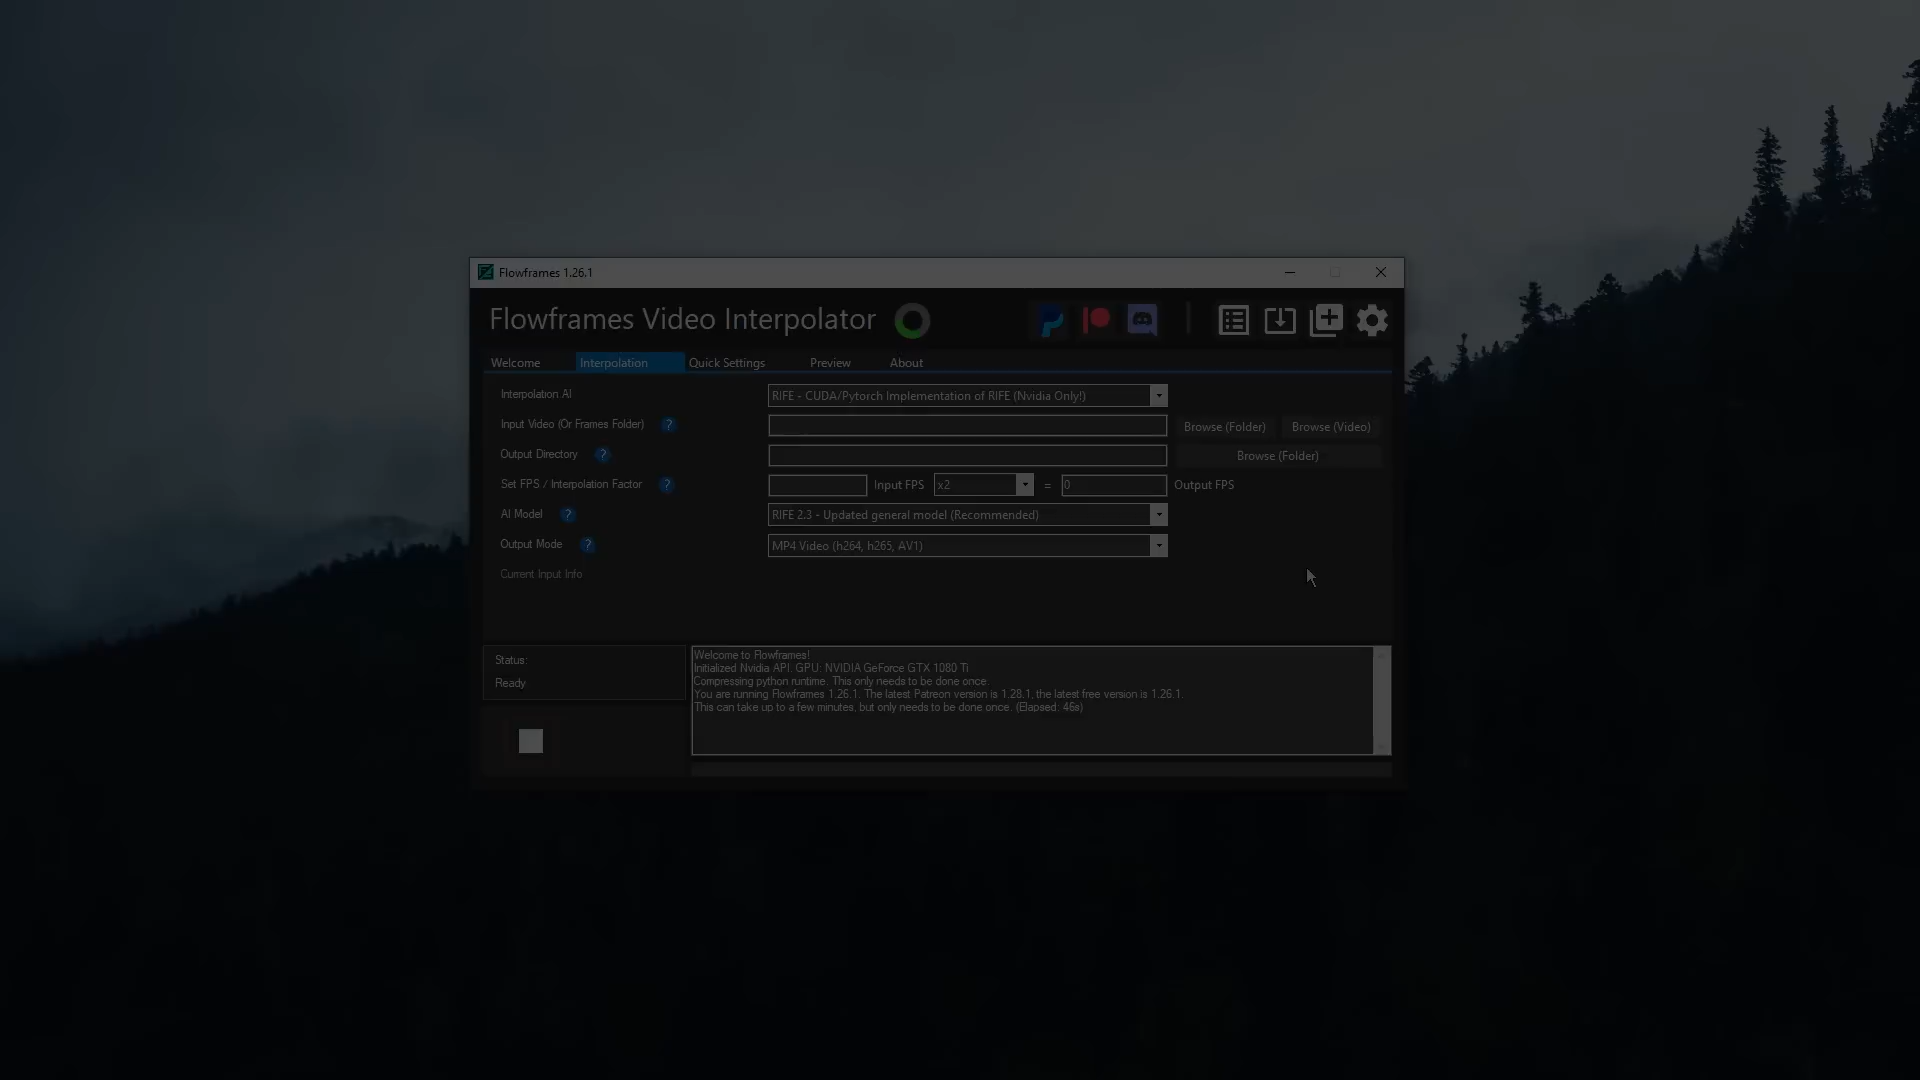 Flowframes 1.26.1
Flowframes Video Interpolator
Welcome Interpolation Quick Settings Preview About
Interpolation AI RIFE - CUDA/Pytorch Implementation of RIFE (Nvidia Only!)
Input Video (Or Frames Folder) ? Browse (Folder) Browse (Video)
Output Directory ? Browse (Folder)
Set FPS / Interpolation Factor ? Input FPS x2 = 0 Output FPS
AI Model ? RIFE 2.3 - Updated general model (Recommended)
Output Mode ? MP4 Video (h264, h265, AV1)
Current Input Info
Status:
Ready
Welcome to Flowframes!
Initialized Nvidia API. GPU: NVIDIA GeForce GTX 1080 Ti
Compressing python runtime. This only needs to be done once.
You are running Flowframes 1.26.1. The latest Patreon version is 1.28.1, the latest free version is 1.26.1.
This can take up to a few minutes, but only needs to be done once. (Elapsed: 46s)